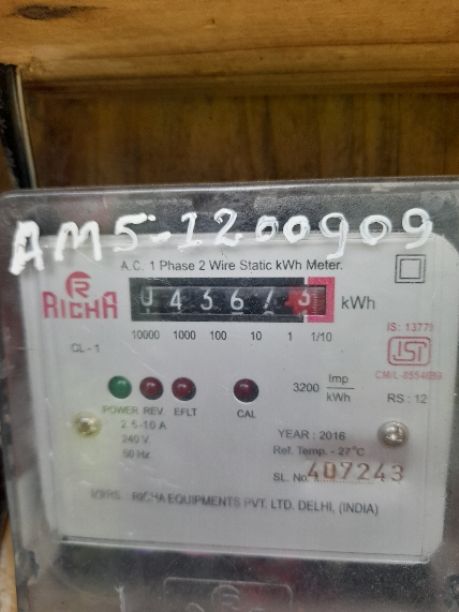 AM5-1200909
A.C. 1 Phase 2 Wire Static kWh Meter.
RICHA
kWh
10000 1000 100 10 1 1/10
IS: 13779
CL - 1
ISI
3200 Imp/kWh
RS: 12
POWER REV EFLT CAL
2.5-10 A
240 V
50 Hz
YEAR : 2016
Ref. Temp. - 27°C
SL. No. 407243
RICHA EQUIPMENTS PVT. LTD. DELHI, (INDIA)